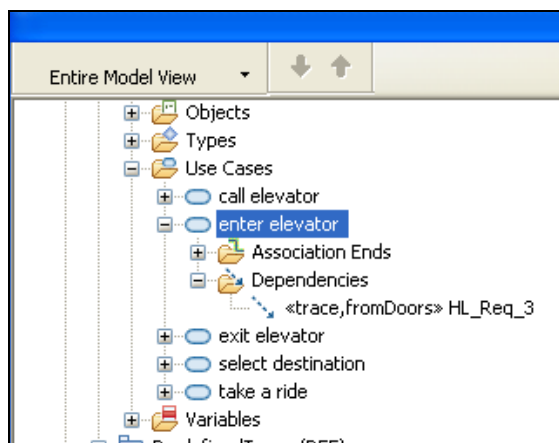 Entire Model View
Objects
Types
Use Cases
call elevator
enter elevator
Association Ends
Dependencies
«trace,fromDoors» HL_Req_3
exit elevator
select destination
take a ride
Variables